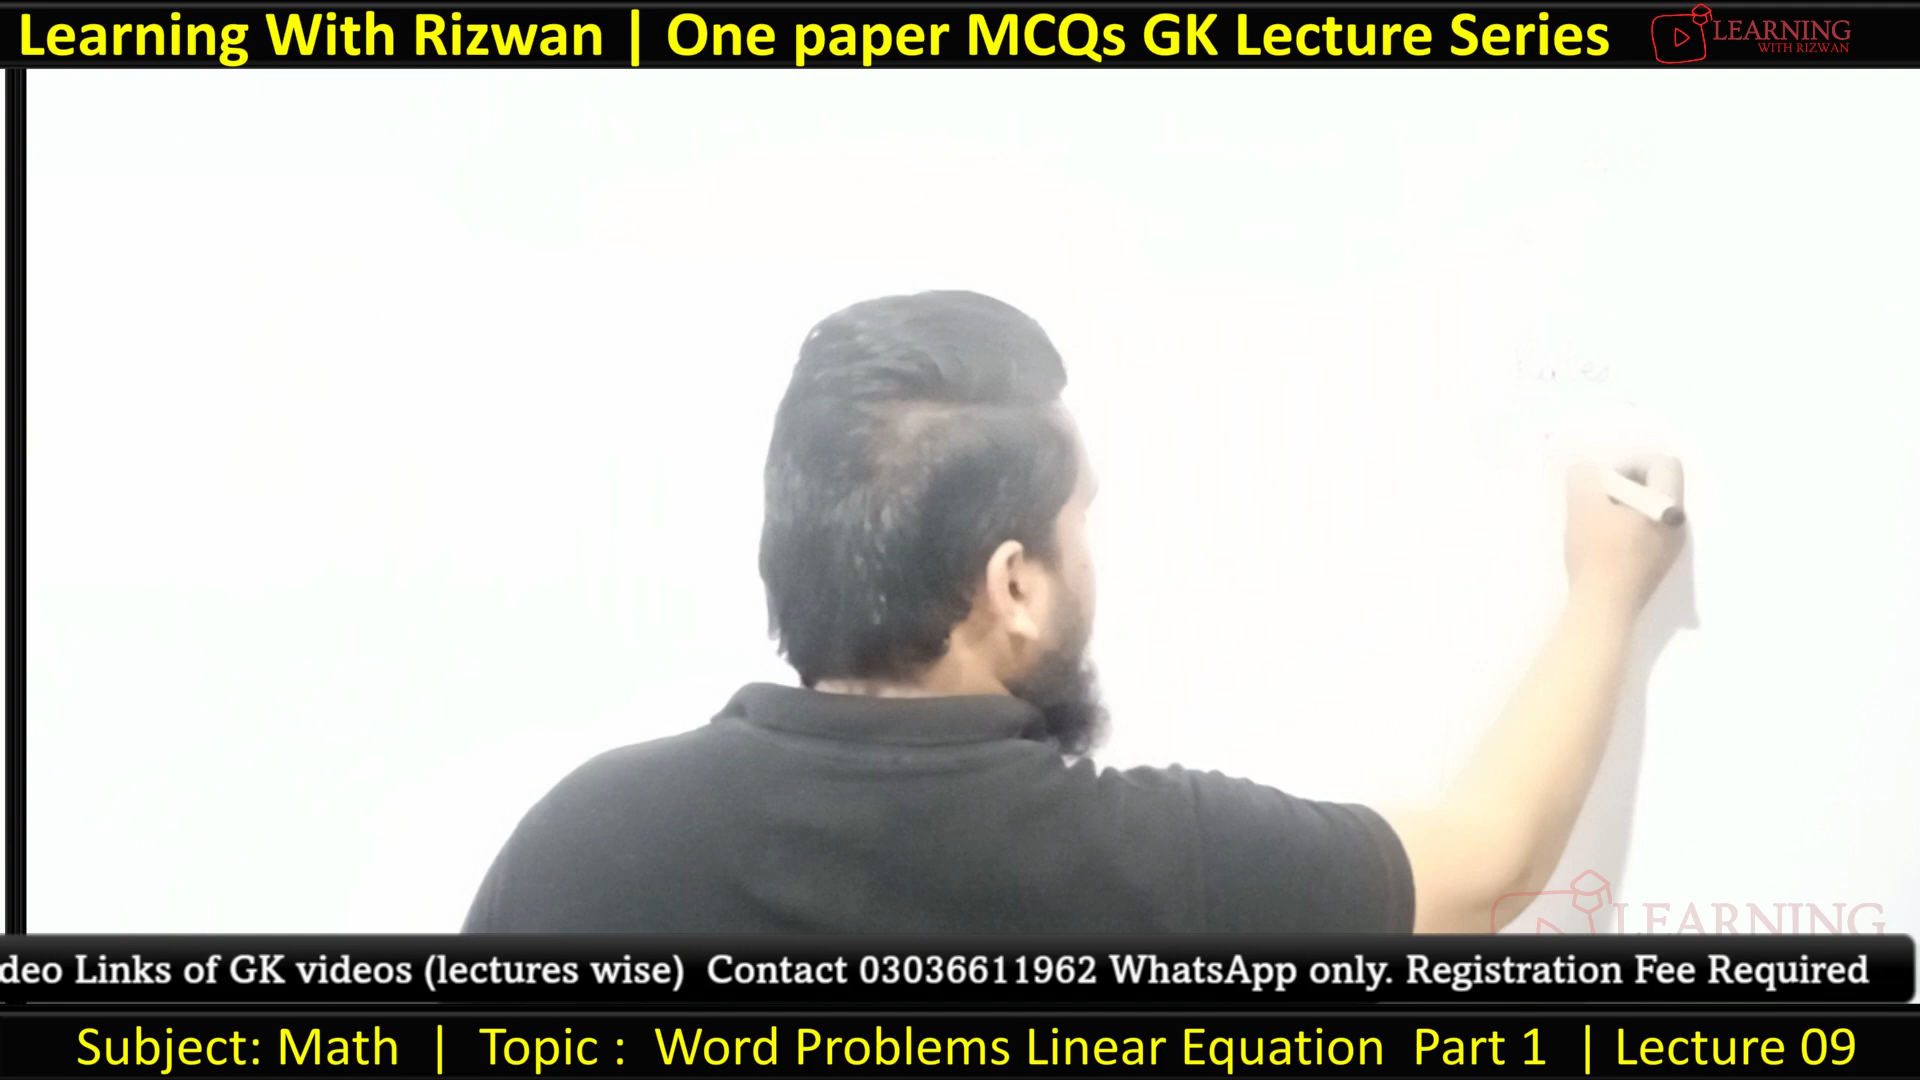 Learning With Rizwan | One paper MCQs GK Lecture Series
LEARNING
WITH RIZWAN
LEARNING
deo Links of GK videos (lectures wise) Contact 03036611962 WhatsApp only. Registration Fee Required
Subject: Math | Topic : Word Problems Linear Equation Part 1 | Lecture 09